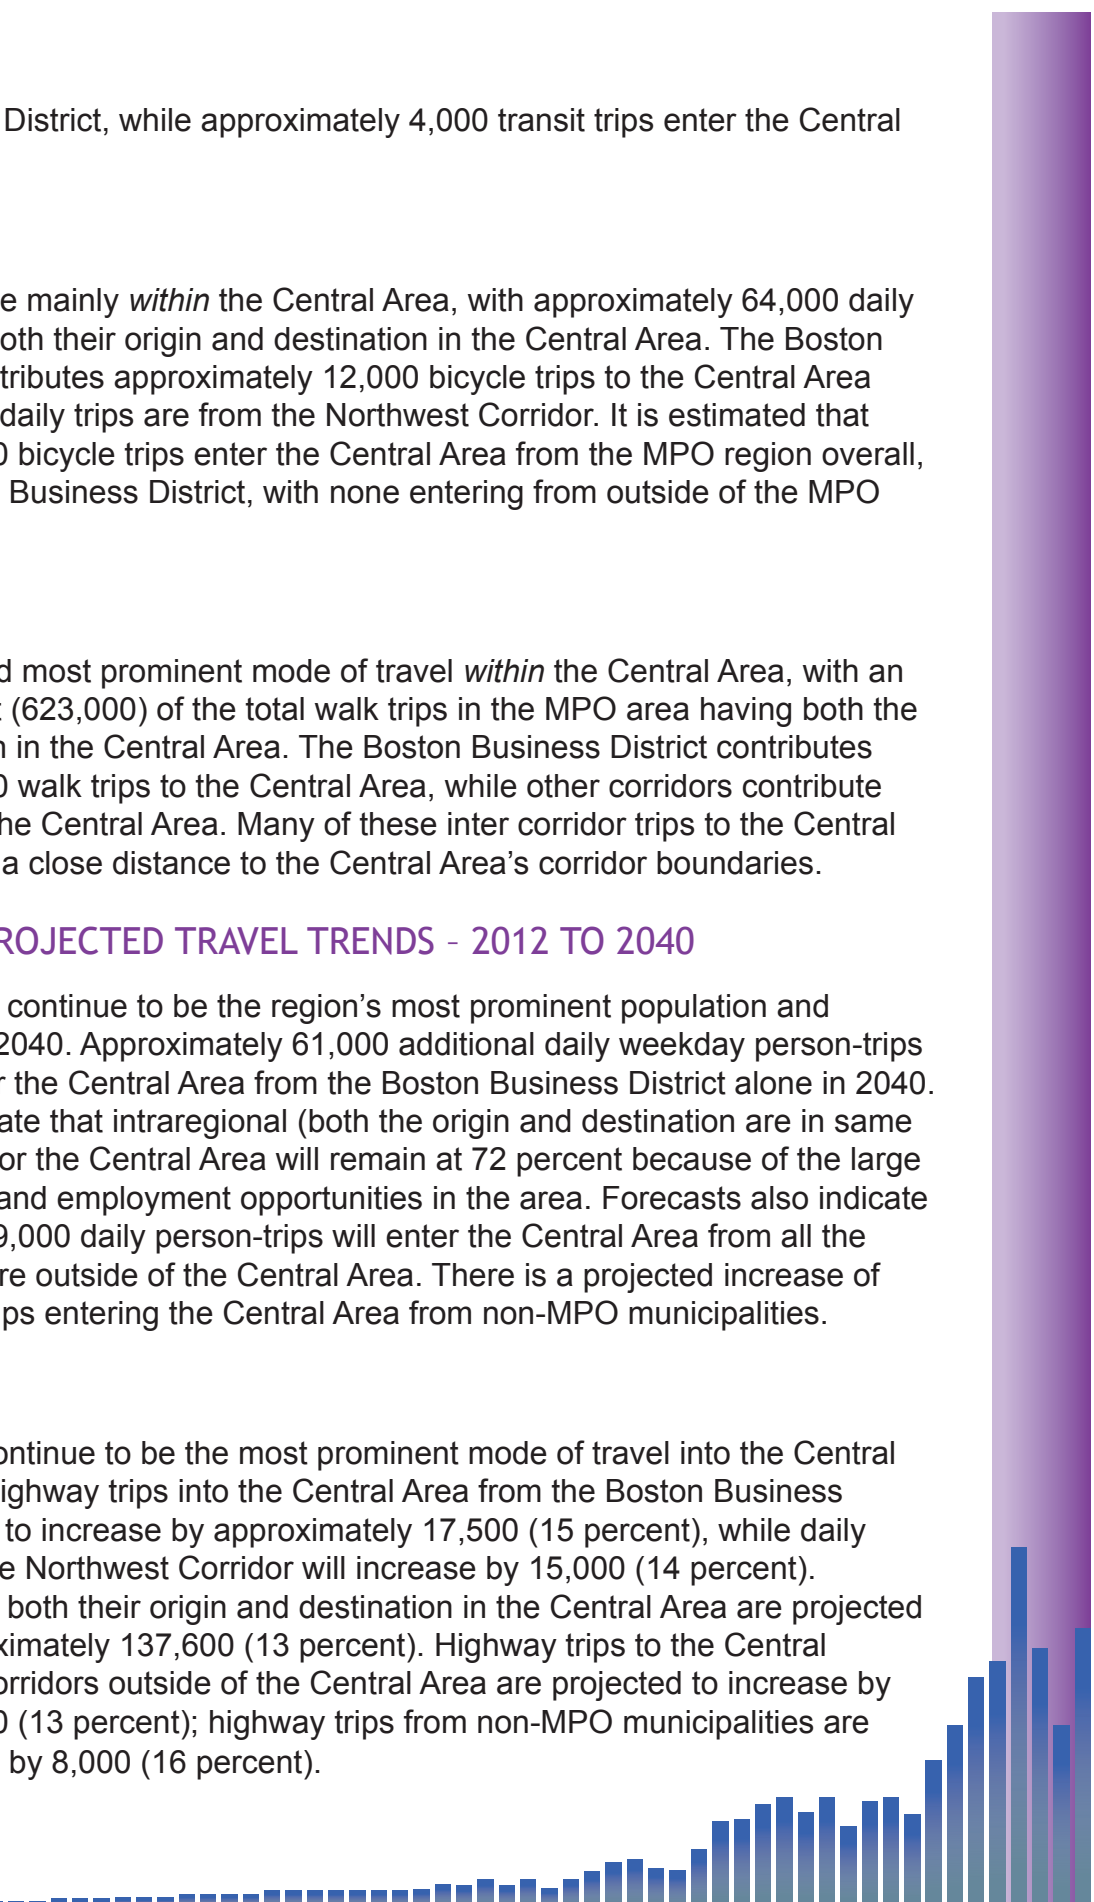 District, while approximately 4,000 transit trips enter the Central
e mainly within the Central Area, with approximately 64,000 daily
oth their origin and destination in the Central Area. The Boston
tributes approximately 12,000 bicycle trips to the Central Area
daily trips are from the Northwest Corridor. It is estimated that
0 bicycle trips enter the Central Area from the MPO region overall,
Business District, with none entering from outside of the MPO
d most prominent mode of travel within the Central Area, with an
t (623,000) of the total walk trips in the MPO area having both the
n in the Central Area. The Boston Business District contributes
0 walk trips to the Central Area, while other corridors contribute
he Central Area. Many of these inter corridor trips to the Central
a close distance to the Central Area's corridor boundaries.
ROJECTED TRAVEL TRENDS – 2012 TO 2040
continue to be the region's most prominent population and
2040. Approximately 61,000 additional daily weekday person-trips
r the Central Area from the Boston Business District alone in 2040.
ate that intraregional (both the origin and destination are in same
or the Central Area will remain at 72 percent because of the large
and employment opportunities in the area. Forecasts also indicate
9,000 daily person-trips will enter the Central Area from all the
re outside of the Central Area. There is a projected increase of
ips entering the Central Area from non-MPO municipalities.
ontinue to be the most prominent mode of travel into the Central
ighway trips into the Central Area from the Boston Business
to increase by approximately 17,500 (15 percent), while daily
e Northwest Corridor will increase by 15,000 (14 percent).
both their origin and destination in the Central Area are projected
ximately 137,600 (13 percent). Highway trips to the Central
orridors outside of the Central Area are projected to increase by
0 (13 percent); highway trips from non-MPO municipalities are
by 8,000 (16 percent).